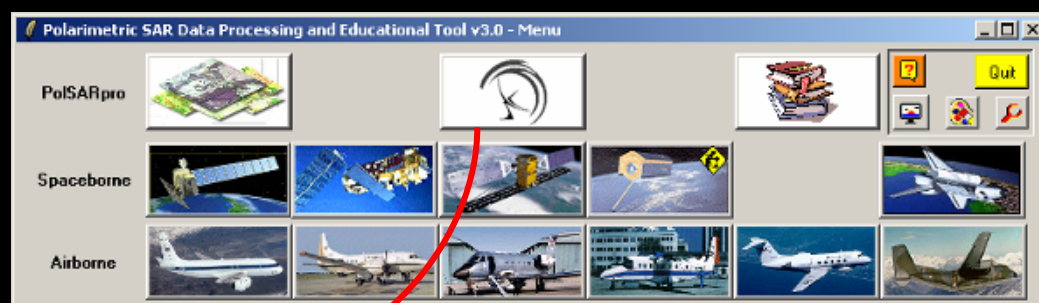 Polarimetric SAR Data Processing and Educational Tool v3.0 - Menu
PolSARpro
?
Quit
Spaceborne
Airborne